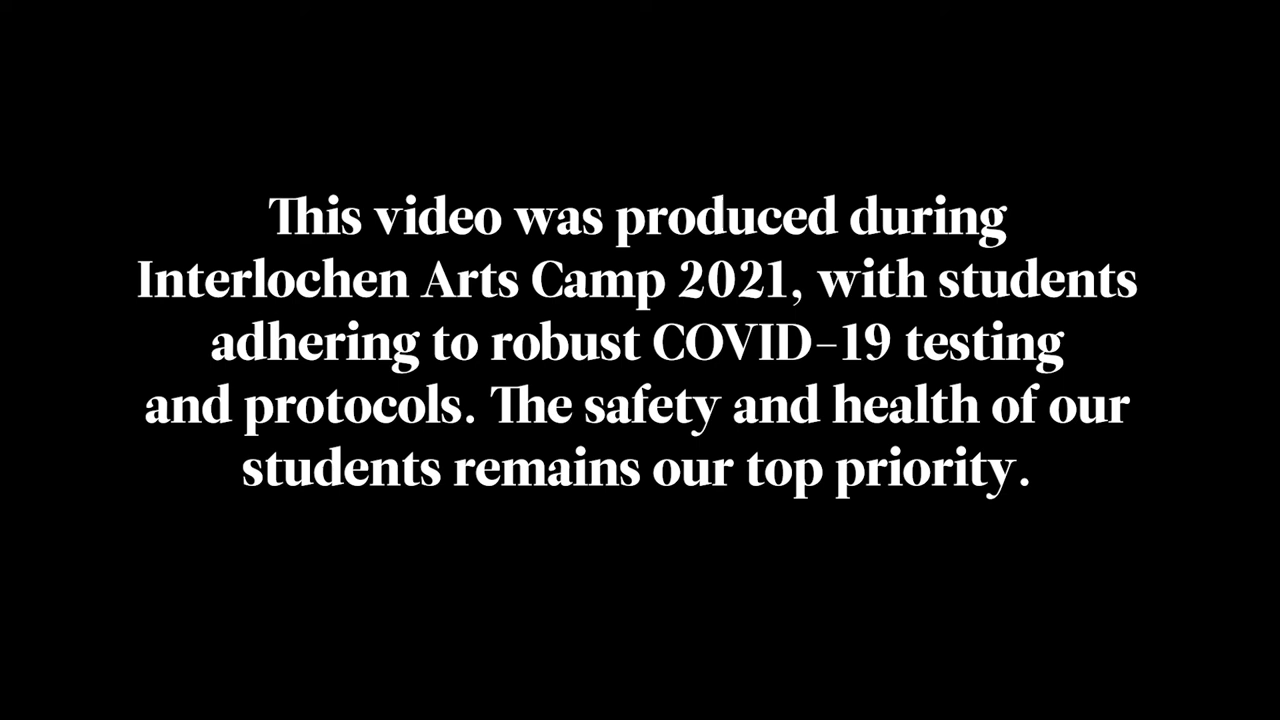 This video was produced during
Interlochen Arts Camp 2021, with students
adhering to robust COVID-19 testing
and protocols. The safety and health of our
students remains our top priority.